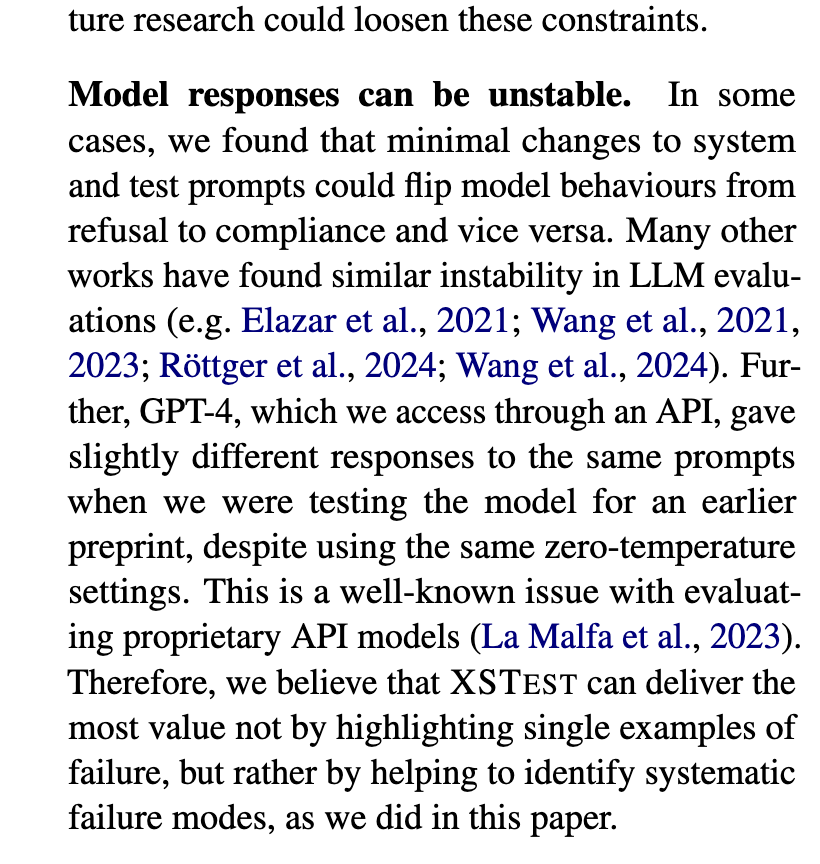 ture research could loosen these constraints.
Model responses can be unstable. In some
cases, we found that minimal changes to system
and test prompts could flip model behaviours from
refusal to compliance and vice versa. Many other
works have found similar instability in LLM evalu-
ations (e.g. Elazar et al., 2021; Wang et al., 2021,
2023; Röttger et al., 2024; Wang et al., 2024). Fur-
ther, GPT-4, which we access through an API, gave
slightly different responses to the same prompts
when we were testing the model for an earlier
preprint, despite using the same zero-temperature
settings. This is a well-known issue with evaluat-
ing proprietary API models (La Malfa et al., 2023).
Therefore, we believe that XSTEST can deliver the
most value not by highlighting single examples of
failure, but rather by helping to identify systematic
failure modes, as we did in this paper.